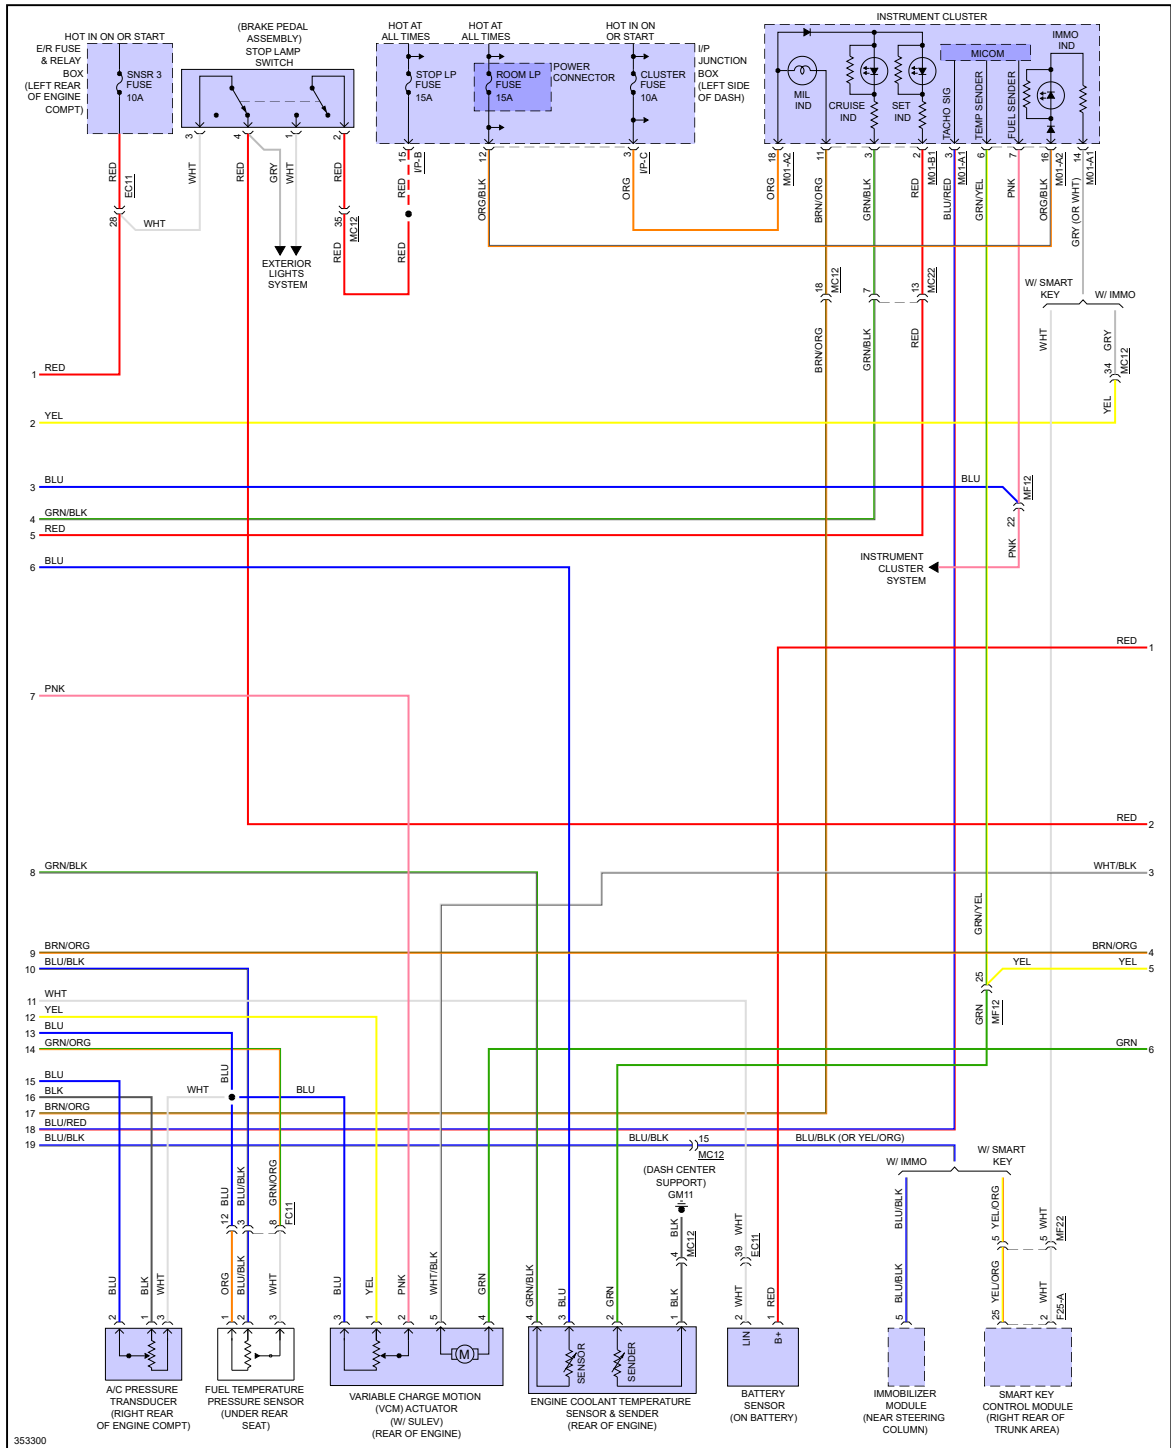 HOT IN ON OR START
E/R FUSE
& RELAY
BOX
(LEFT REAR
OF ENGINE
COMPT)
SNSR 3
FUSE
10A
(BRAKE PEDAL
ASSEMBLY)
STOP LAMP
SWITCH
HOT AT
ALL TIMES
HOT AT
ALL TIMES
HOT IN ON
OR START
STOP LP
FUSE
15A
ROOM LP
FUSE
15A
POWER
CONNECTOR
CLUSTER
FUSE
10A
I/P
JUNCTION
BOX
(LEFT SIDE
OF DASH)
INSTRUMENT CLUSTER
MIL
IND
CRUISE
IND
SET
IND
MICOM
TACHO SIG
TEMP SENDER
FUEL SENDER
IMMO
IND
3
4
1
2
15
I/P-B
12
3
I/P-C
18
M01-A2
11
3
2
M01-B1
3
M01-A1
6
7
16
M01-A2
14
M01-A1
RED
EC11
28
WHT
WHT
RED
GRY
WHT
RED
35
MC12
RED
RED
RED
ORG/BLK
ORG
ORG
BRN/ORG
GRN/BLK
RED
BLU/RED
GRN/YEL
PNK
ORG/BLK
GRY (OR WHT)
EXTERIOR
LIGHTS
SYSTEM
18
MC12
7
13
MC22
W/ SMART
KEY
W/ IMMO
BRN/ORG
GRN/BLK
RED
WHT
GRY
34
MC12
YEL
1 RED
2 YEL
3 BLU
BLU
MF12
22
4 GRN/BLK
5 RED
PNK
6 BLU
INSTRUMENT
CLUSTER
SYSTEM
RED 1
7 PNK
RED 2
8 GRN/BLK
WHT/BLK 3
GRN/YEL
9 BRN/ORG
BRN/ORG 4
10 BLU/BLK
YEL
YEL 5
25
MF12
GRN
11 WHT
12 YEL
13 BLU
14 GRN/ORG
GRN 6
BLU
15 BLU
WHT
BLU
16 BLK
17 BRN/ORG
18 BLU/RED
19 BLU/BLK
BLU/BLK
15
MC12
BLU/BLK (OR YEL/ORG)
(DASH CENTER
SUPPORT)
GM11
W/ IMMO
W/ SMART
KEY
BLU
BLU/BLK
GRN/ORG
12
3
8
FC11
BLK
4
MC12
WHT
39
EC11
BLU/BLK
YEL/ORG
5
WHT
5
MF22
BLU
BLK
WHT
ORG
BLU/BLK
WHT
BLU
YEL
PNK
WHT/BLK
GRN
GRN/BLK
BLU
GRN
BLK
WHT
RED
BLU/BLK
YEL/ORG
WHT
F25-A
2
1
3
1
2
3
3
1
2
5
4
4
3
2
1
2
1
5
25
2
M
SENSOR
SENDER
LIN
B+
A/C PRESSURE
TRANSDUCER
(RIGHT REAR
OF ENGINE COMPT)
FUEL TEMPERATURE
PRESSURE SENSOR
(UNDER REAR
SEAT)
VARIABLE CHARGE MOTION
(VCM) ACTUATOR
(W/ SULEV)
(REAR OF ENGINE)
ENGINE COOLANT TEMPERATURE
SENSOR & SENDER
(REAR OF ENGINE)
BATTERY
SENSOR
(ON BATTERY)
IMMOBILIZER
MODULE
(NEAR STEERING
COLUMN)
SMART KEY
CONTROL MODULE
(RIGHT REAR OF
TRUNK AREA)
353300